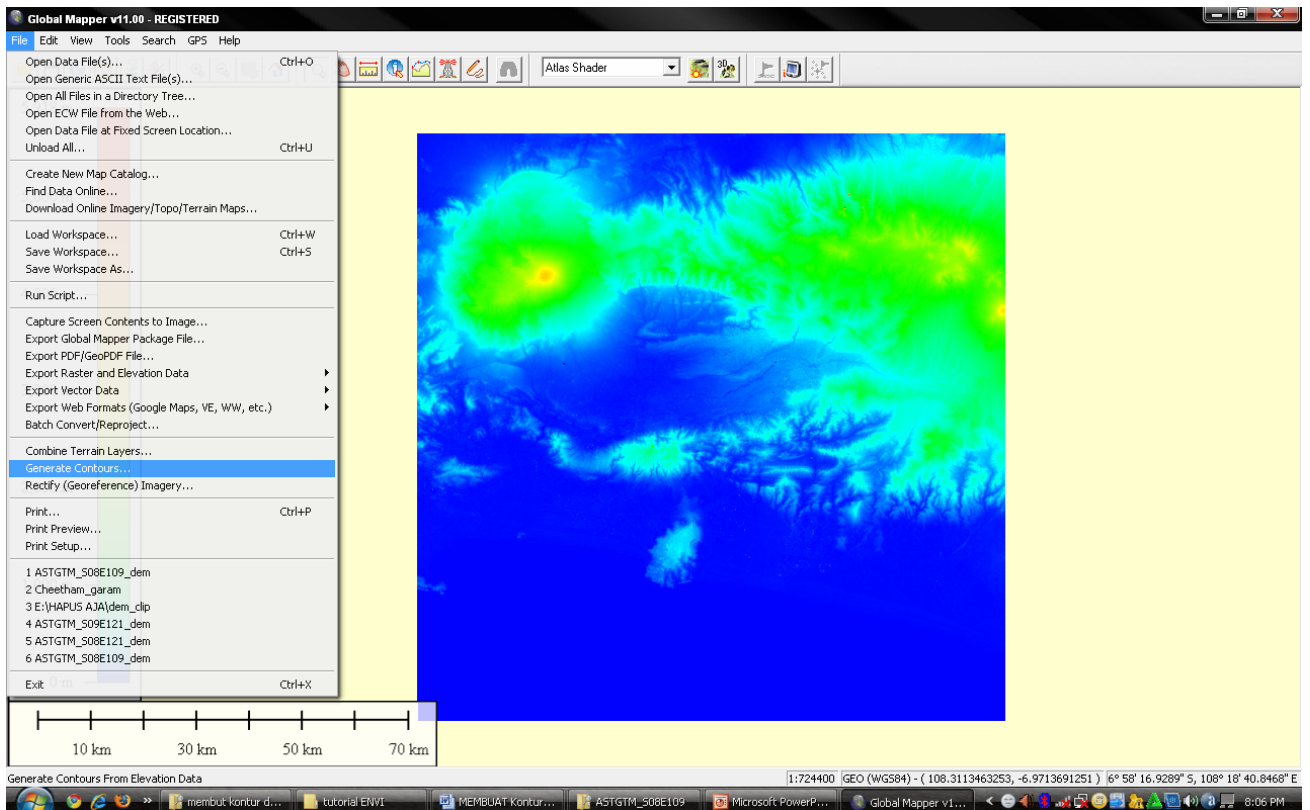 Global Mapper v11.00 - REGISTERED
File Edit View Tools Search GPS Help
Atlas Shader
Open Data File(s)... Ctrl+O
Open Generic ASCII Text File(s)...
Open All Files in a Directory Tree...
Open ECW File from the Web...
Open Data File at Fixed Screen Location...
Unload All... Ctrl+U
Create New Map Catalog...
Find Data Online...
Download Online Imagery/Topo/Terrain Maps...
Load Workspace... Ctrl+W
Save Workspace... Ctrl+S
Save Workspace As...
Run Script...
Capture Screen Contents to Image...
Export Global Mapper Package File...
Export PDF/GeoPDF File...
Export Raster and Elevation Data
Export Vector Data
Export Web Formats (Google Maps, VE, WW, etc.)
Batch Convert/Reproject...
Combine Terrain Layers...
Generate Contours...
Rectify (Georeference) Imagery...
Print... Ctrl+P
Print Preview...
Print Setup...
1 ASTGTM_S08E109_dem
2 Cheetham_garam
3 E:\HAPUS AJA\dem_clip
4 ASTGTM_S09E121_dem
5 ASTGTM_S08E121_dem
6 ASTGTM_S08E109_dem
Exit Ctrl+X
0 m
10 km 30 km 50 km 70 km
Generate Contours From Elevation Data 1:724400 GEO (WGS84) - ( 108.3113463253, -6.9713691251 ) 6° 58' 16.9289" S, 108° 18' 40.8468" E
membut kontur d... tutorial ENVI MEMBUAT Kontur... ASTGTM_S08E109 Microsoft PowerP... Global Mapper v1... 8:06 PM